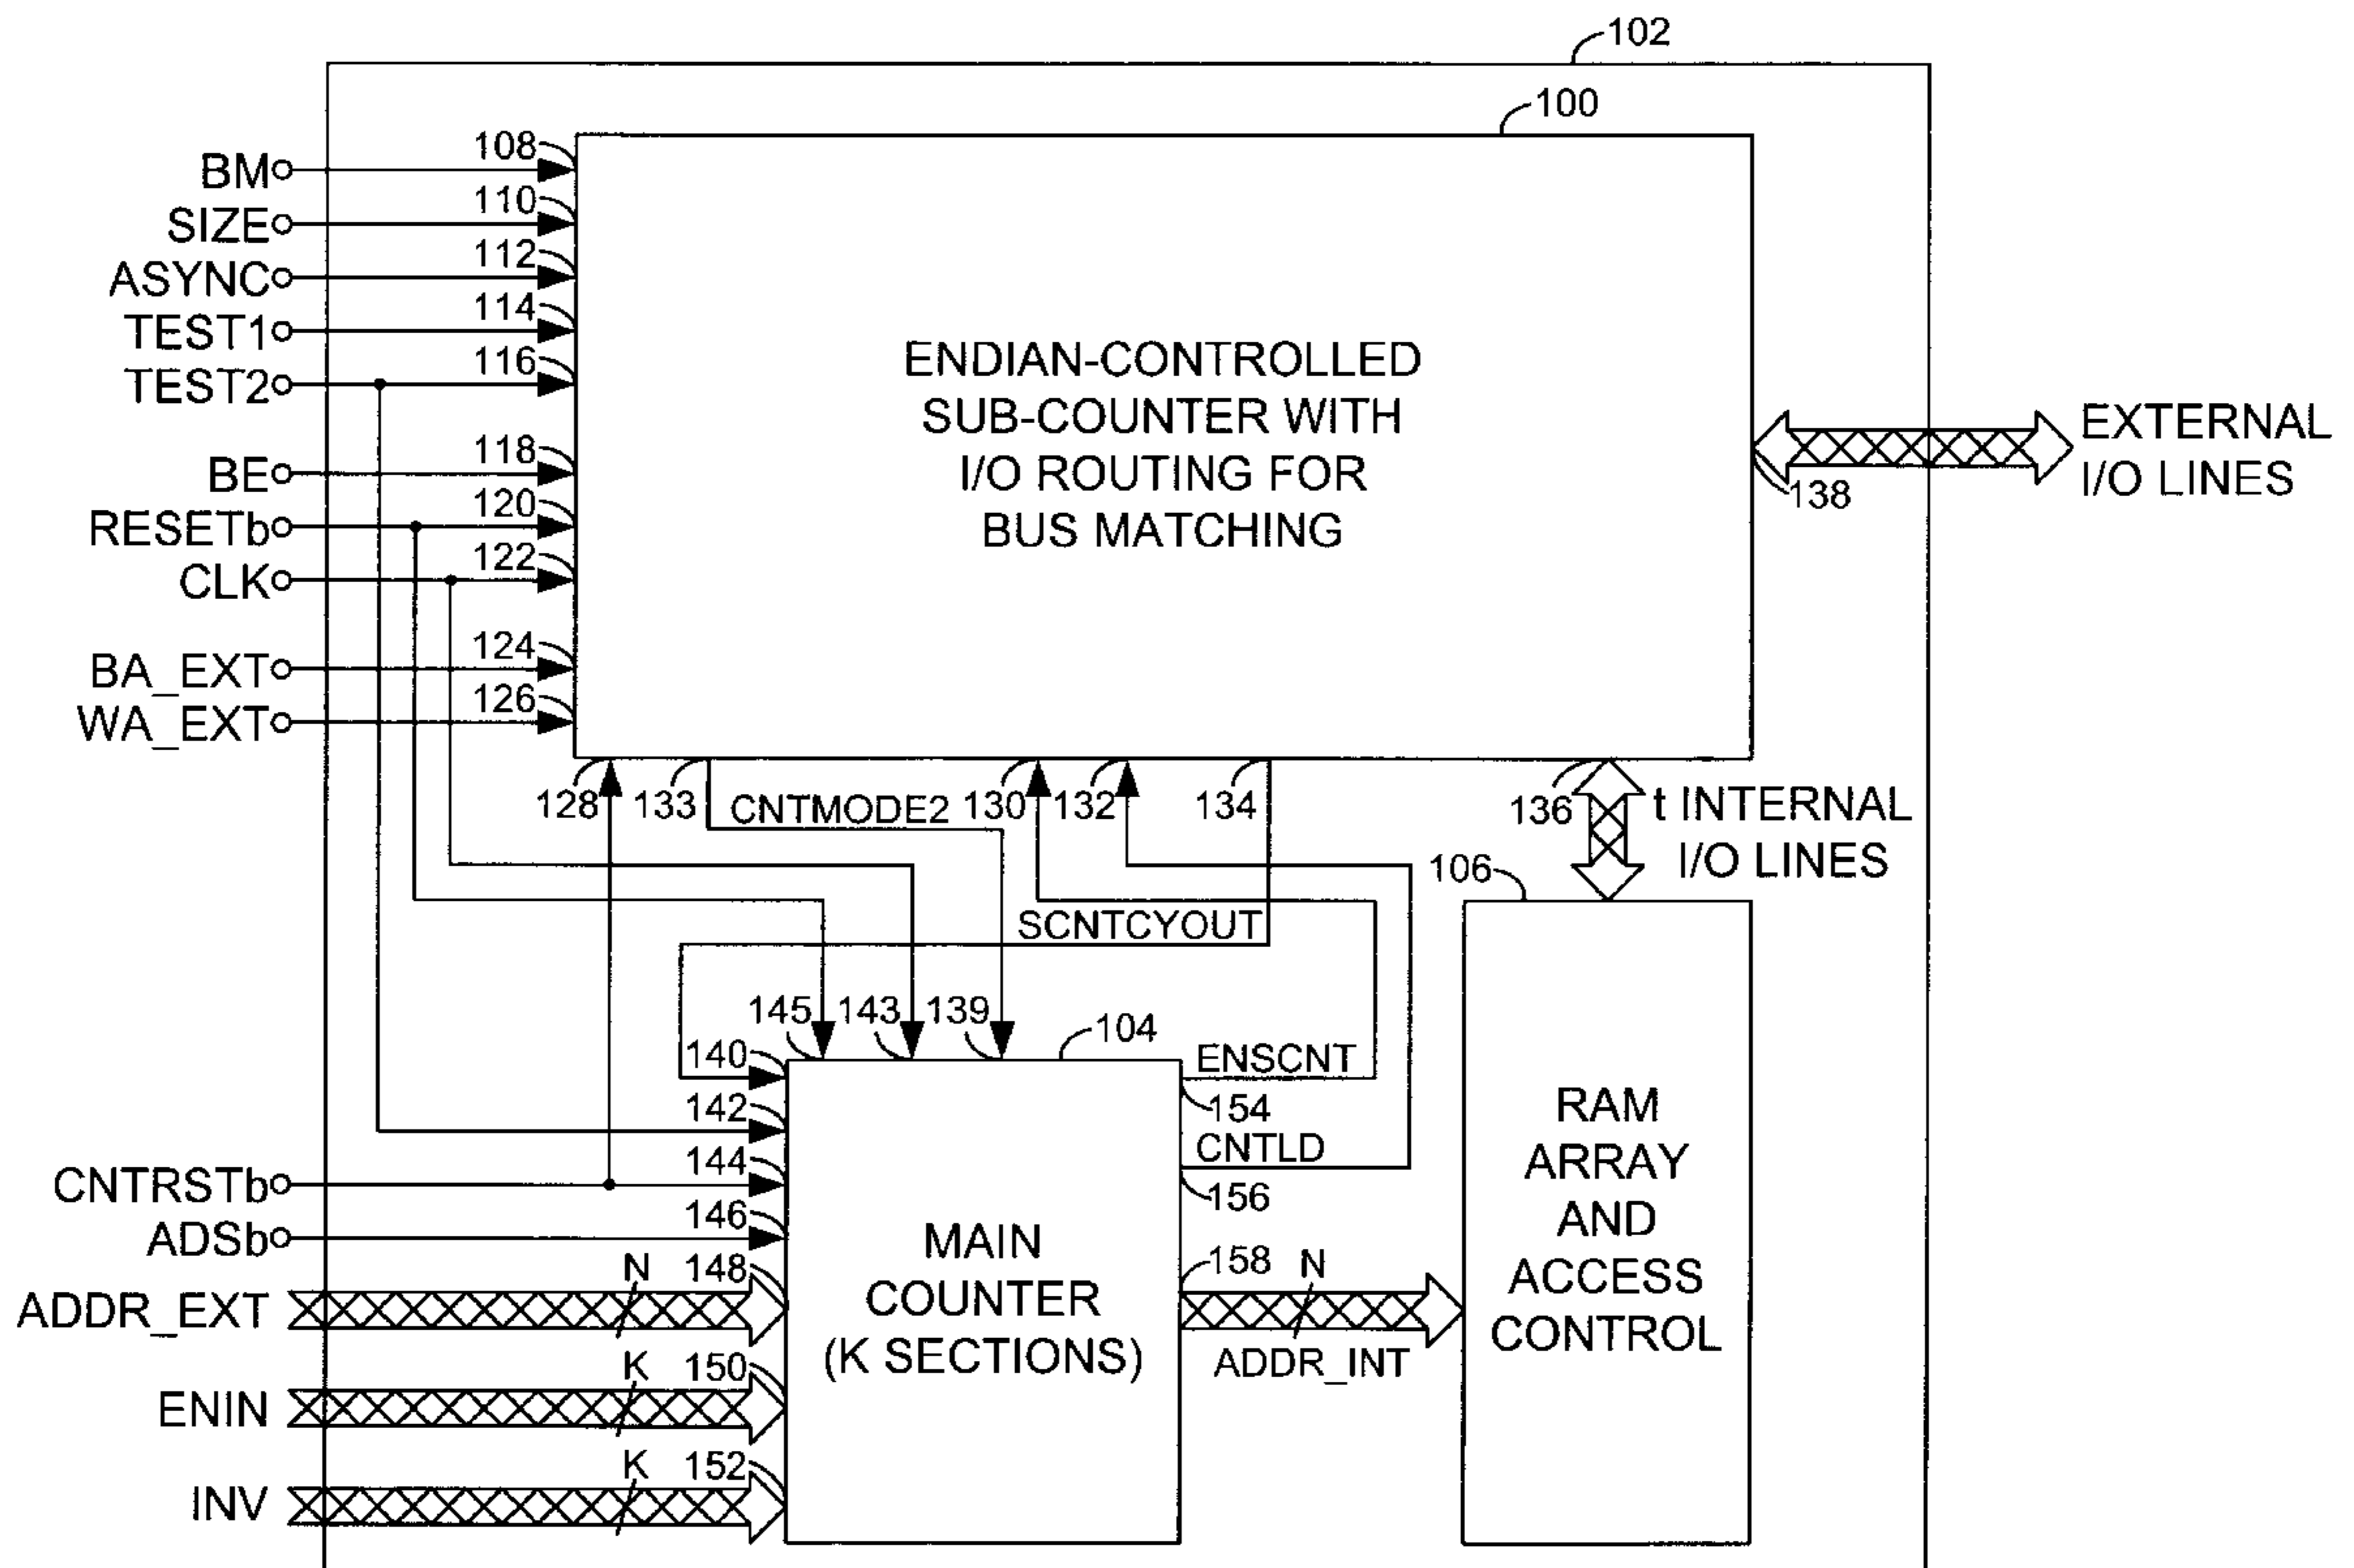 102
100
BM
108
SIZE
110
ASYNC
112
TEST1
114
TEST2
116
BE
118
RESETb
120
CLK
122
BA_EXT
124
WA_EXT
126
ENDIAN-CONTROLLED
SUB-COUNTER WITH
I/O ROUTING FOR
BUS MATCHING
EXTERNAL
I/O LINES
138
128
133
CNTMODE2
130
132
134
136
t INTERNAL
I/O LINES
106
SCNTCYOUT
145
143
139
104
140
142
144
146
148
150
152
ENSCNT
154
CNTLD
156
158
CNTRSTb
ADSb
ADDR_EXT
N
ENIN
K
INV
K
MAIN
COUNTER
(K SECTIONS)
N
ADDR_INT
RAM
ARRAY
AND
ACCESS
CONTROL